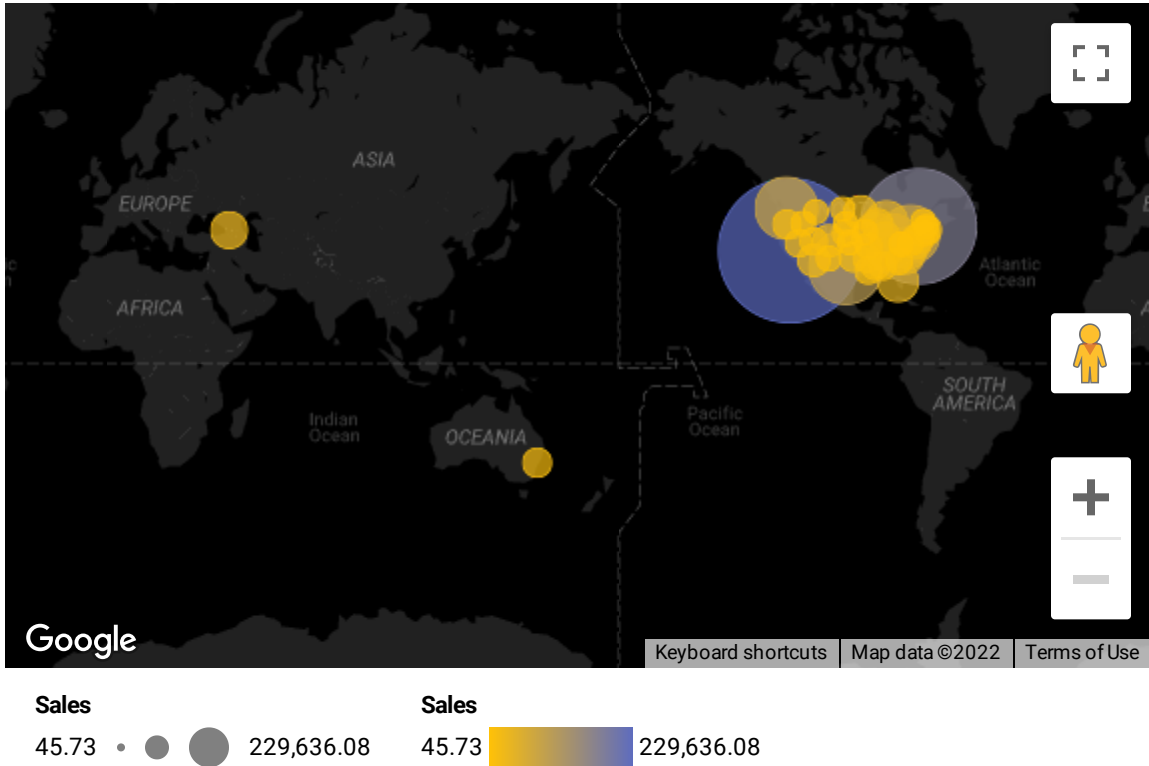 ASIA
EUROPE
AFRICA
Atlantic
Ocean
Indian
Ocean
OCEANIA
Pacific
Ocean
SOUTH
AMERICA
Google
Keyboard shortcuts
Map data ©2022
Terms of Use
Sales
45.73
229,636.08
Sales
45.73
229,636.08